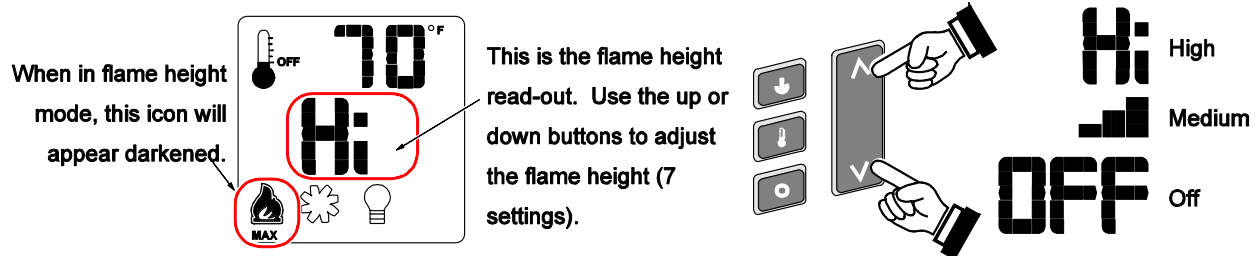 When in flame height
mode, this icon will
appear darkened.
70°F
OFF
Hi
MAX
This is the flame height
read-out. Use the up or
down buttons to adjust
the flame height (7
settings).
Hi High
Medium
OFF Off